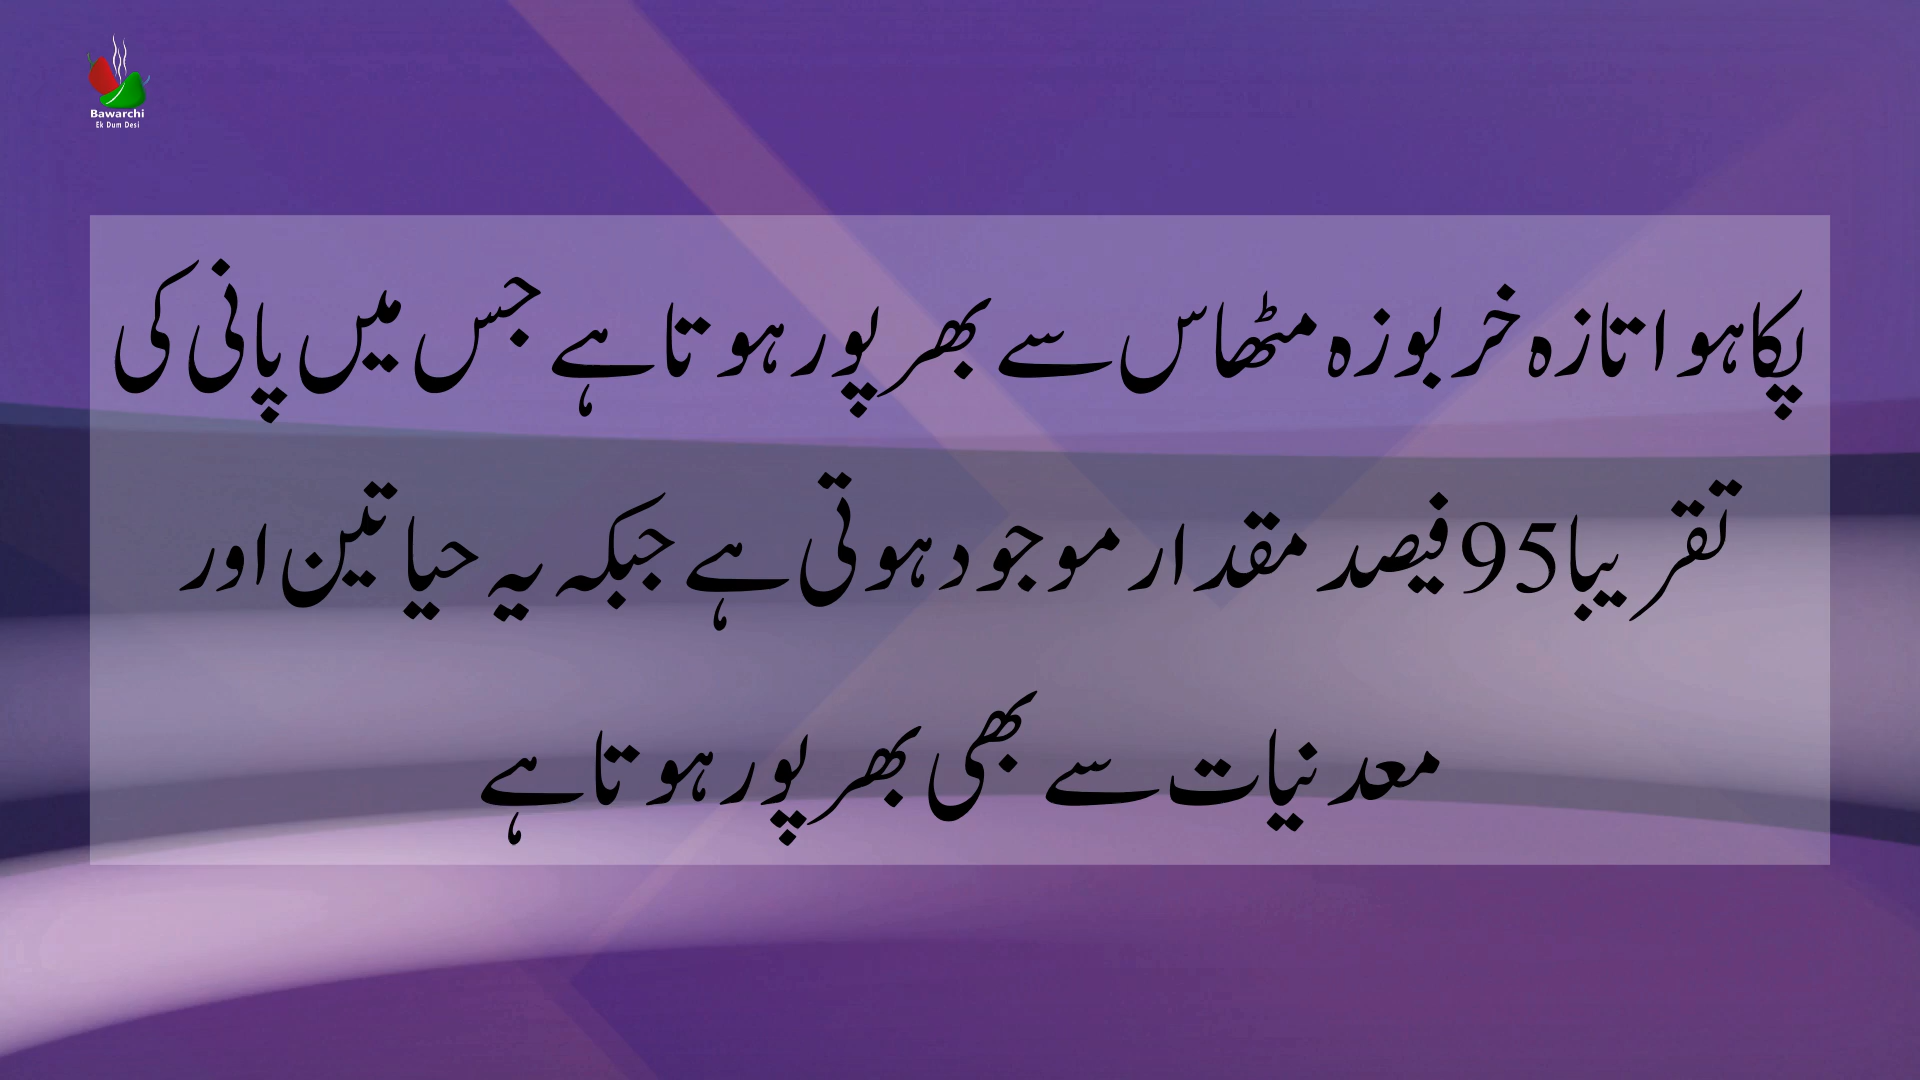 Bawarchi
Ek Dum Desi
پکا ہوا تازہ خربوزہ مٹھاس سے بھرپور ہوتا ہے جس میں پانی کی
تقریبا 95 فیصد مقدار موجود ہوتی ہے جبکہ یہ حیاتین اور
معدنیات سے بھی بھرپور ہوتا ہے